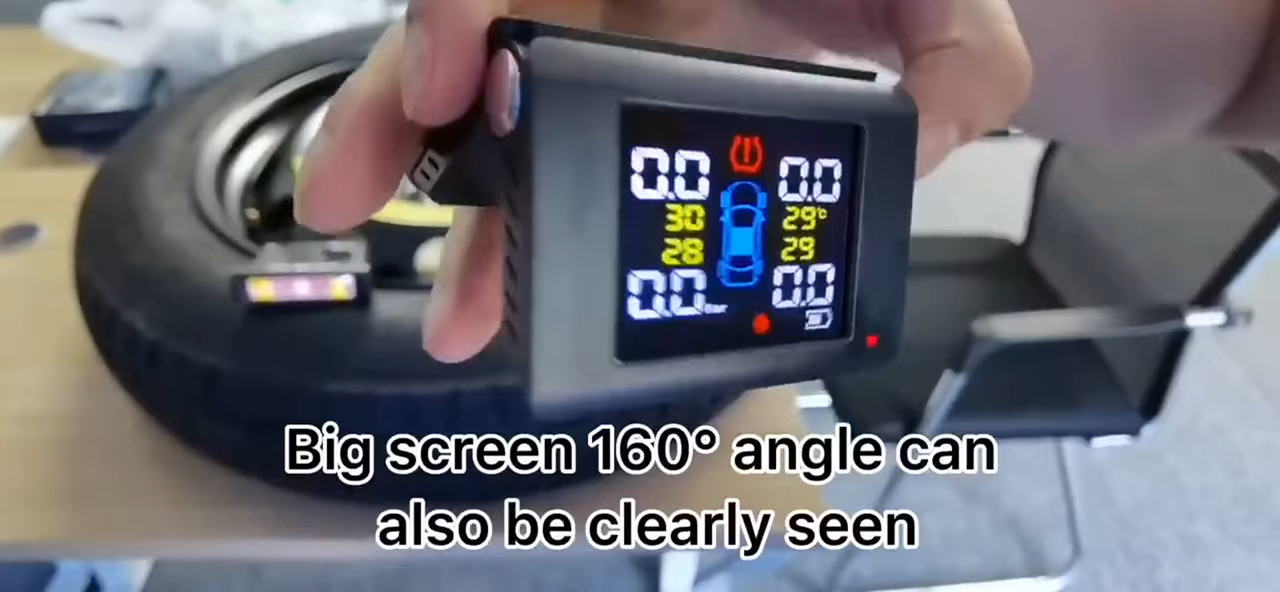 0.0 0.0
30 29°c
28 29
0.0 Bar 0.0
Big screen 160° angle can
also be clearly seen